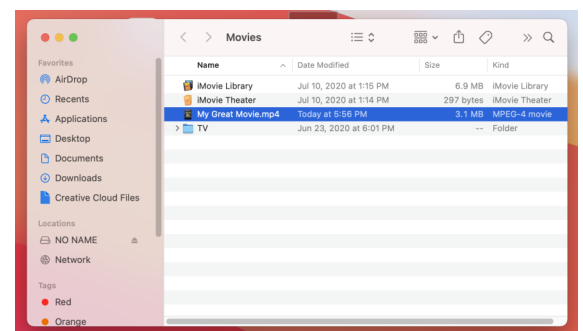 Movies
Favorites
AirDrop
Recents
Applications
Desktop
Documents
Downloads
Creative Cloud Files
Locations
NO NAME
Network
Tags
Red
Orange
Name Date Modified Size Kind
iMovie Library Jul 10, 2020 at 1:15 PM 6.9 MB iMovie Library
iMovie Theater Jul 10, 2020 at 1:14 PM 297 bytes iMovie Theater
My Great Movie.mp4 Today at 5:56 PM 3.1 MB MPEG-4 movie
TV Jun 23, 2020 at 6:01 PM -- Folder